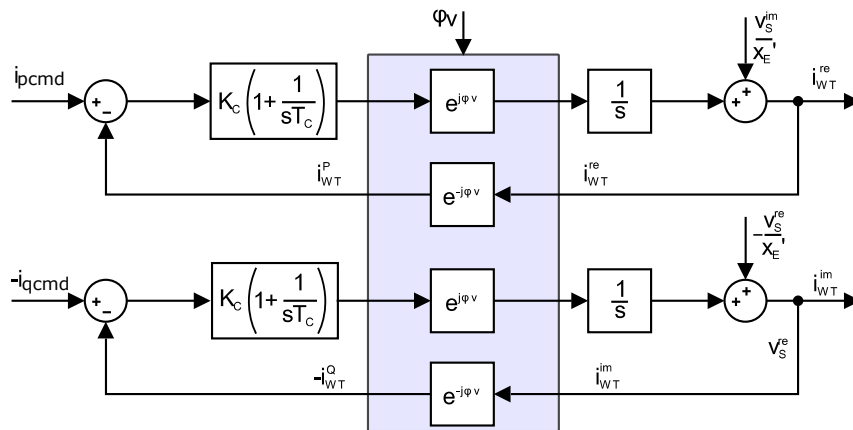 φv
v_S^im
x_E'
i_pcmd
+
−
K_C(1+1/sT_C)
e^jφv
1/s
+
+
i_WT^re
i_WT^P
e^-jφv
i_WT^re
-v_S^re
x_E'
-i_qcmd
+
−
K_C(1+1/sT_C)
e^jφv
1/s
+
+
i_WT^im
v_S^re
-i_WT^Q
e^-jφv
i_WT^im